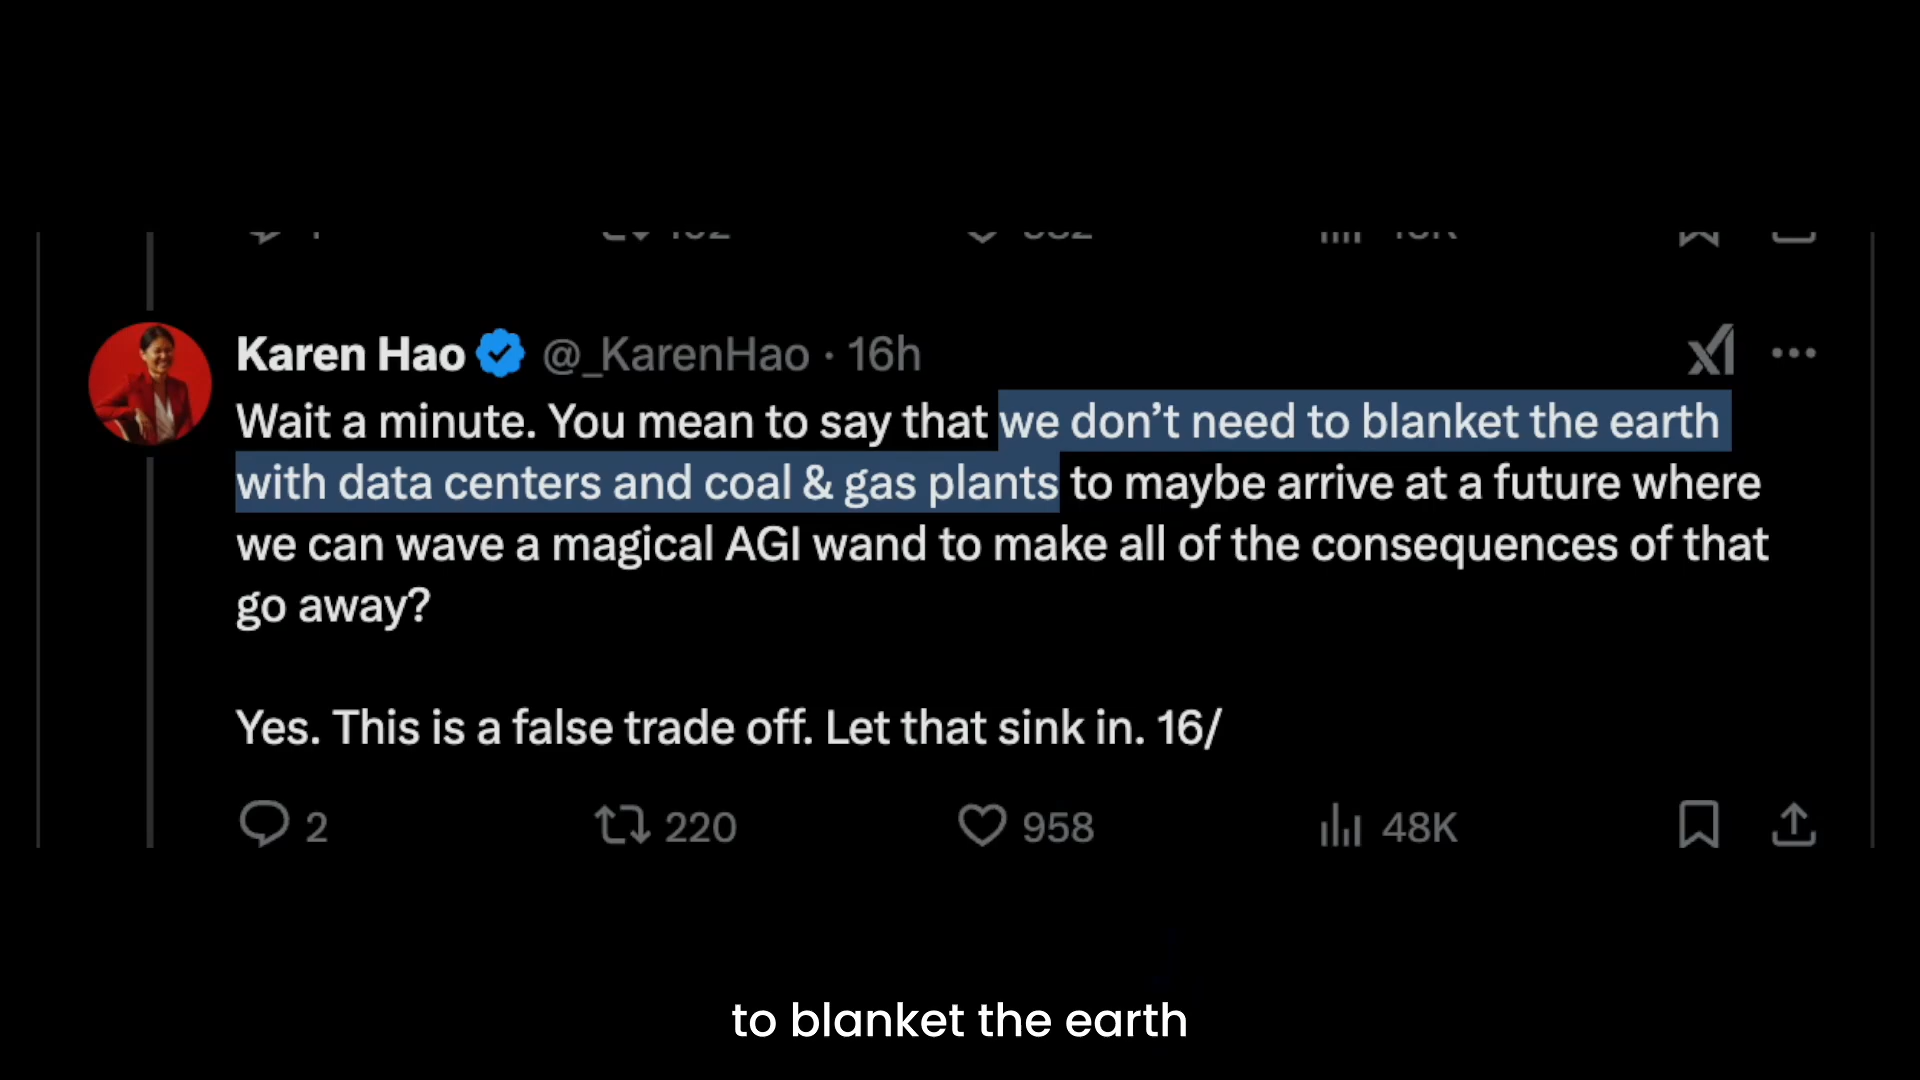 Karen Hao @_KarenHao · 16h
Wait a minute. You mean to say that we don’t need to blanket the earth
with data centers and coal & gas plants to maybe arrive at a future where
we can wave a magical AGI wand to make all of the consequences of that
go away?
Yes. This is a false trade off. Let that sink in. 16/
2 220 958 48K
to blanket the earth